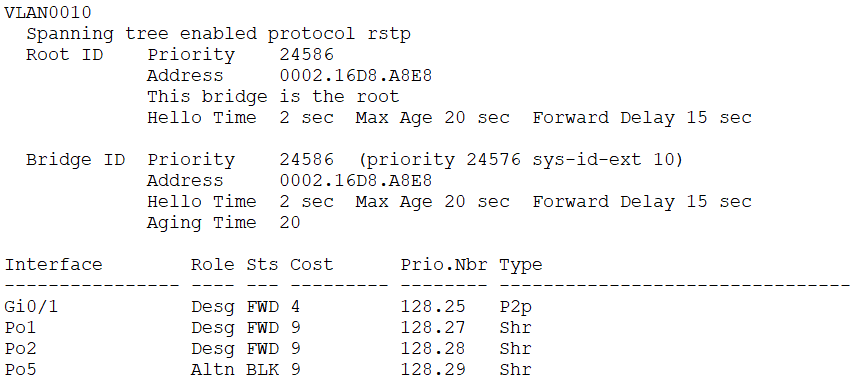 VLAN0010
  Spanning tree enabled protocol rstp
  Root ID    Priority    24586
             Address     0002.16D8.A8E8
             This bridge is the root
             Hello Time  2 sec  Max Age 20 sec  Forward Delay 15 sec

  Bridge ID  Priority    24586  (priority 24576 sys-id-ext 10)
             Address     0002.16D8.A8E8
             Hello Time  2 sec  Max Age 20 sec  Forward Delay 15 sec
             Aging Time  20

Interface        Role Sts Cost      Prio.Nbr Type
---------------- ---- --- --------- -------- --------------------------------
Gi0/1            Desg FWD 4         128.25   P2p
Po1              Desg FWD 9         128.27   Shr
Po2              Desg FWD 9         128.28   Shr
Po5              Altn BLK 9         128.29   Shr